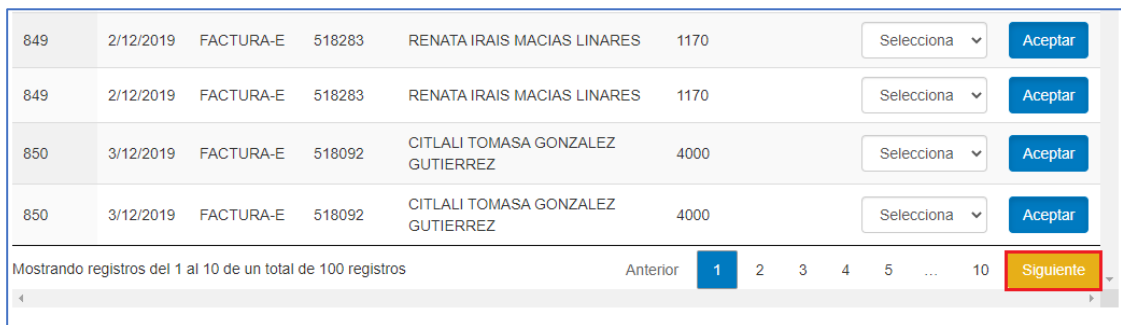 849 2/12/2019 FACTURA-E 518283 RENATA IRAIS MACIAS LINARES 1170 Selecciona Aceptar
849 2/12/2019 FACTURA-E 518283 RENATA IRAIS MACIAS LINARES 1170 Selecciona Aceptar
850 3/12/2019 FACTURA-E 518092 CITLALI TOMASA GONZALEZ 4000 Selecciona Aceptar
GUTIERREZ
850 3/12/2019 FACTURA-E 518092 CITLALI TOMASA GONZALEZ 4000 Selecciona Aceptar
GUTIERREZ
Mostrando registros del 1 al 10 de un total de 100 registros Anterior 1 2 3 4 5 … 10 Siguiente